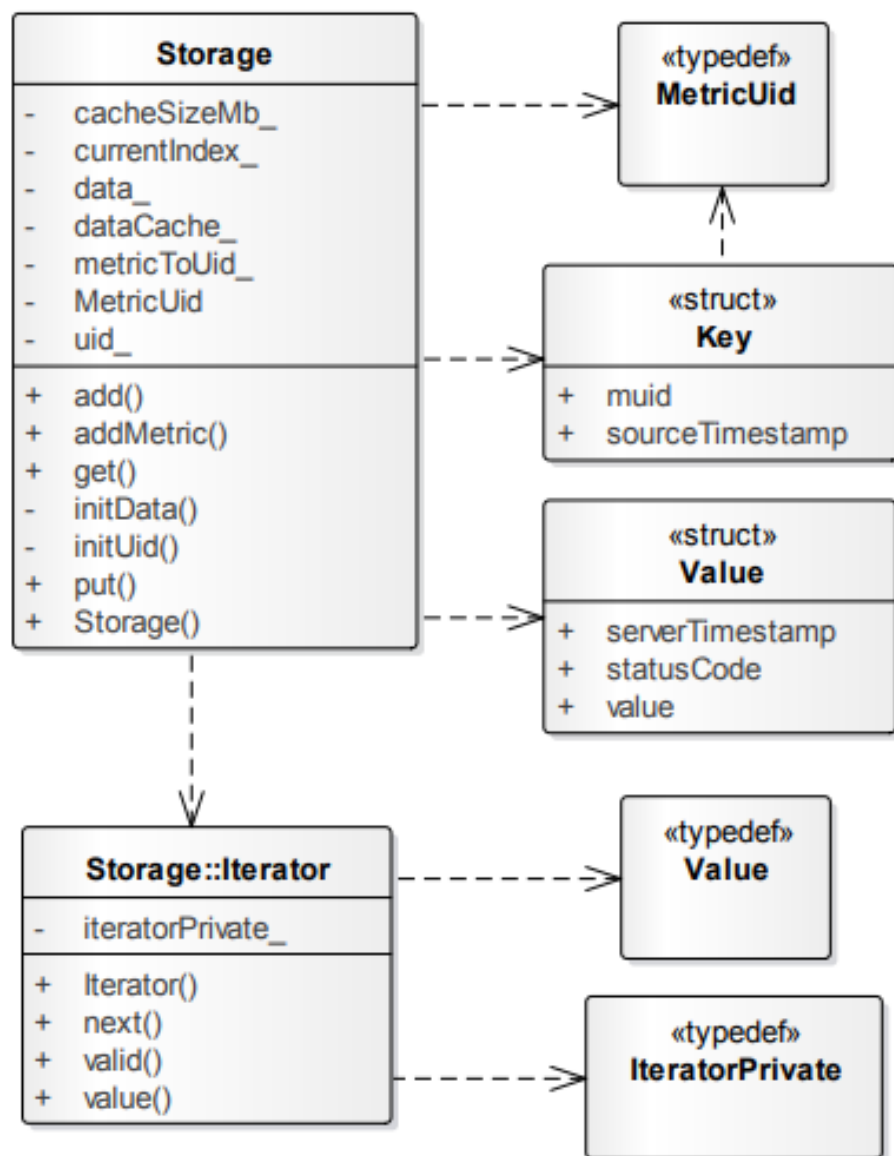 Storage
- cacheSizeMb_
- currentIndex_
- data_
- dataCache_
- metricToUid_
- MetricUid
- uid_
+ add()
+ addMetric()
+ get()
- initData()
- initUid()
+ put()
+ Storage()
«typedef»
MetricUid
«struct»
Key
+ muid
+ sourceTimestamp
«struct»
Value
+ serverTimestamp
+ statusCode
+ value
Storage::Iterator
- iteratorPrivate_
+ Iterator()
+ next()
+ valid()
+ value()
«typedef»
Value
«typedef»
IteratorPrivate